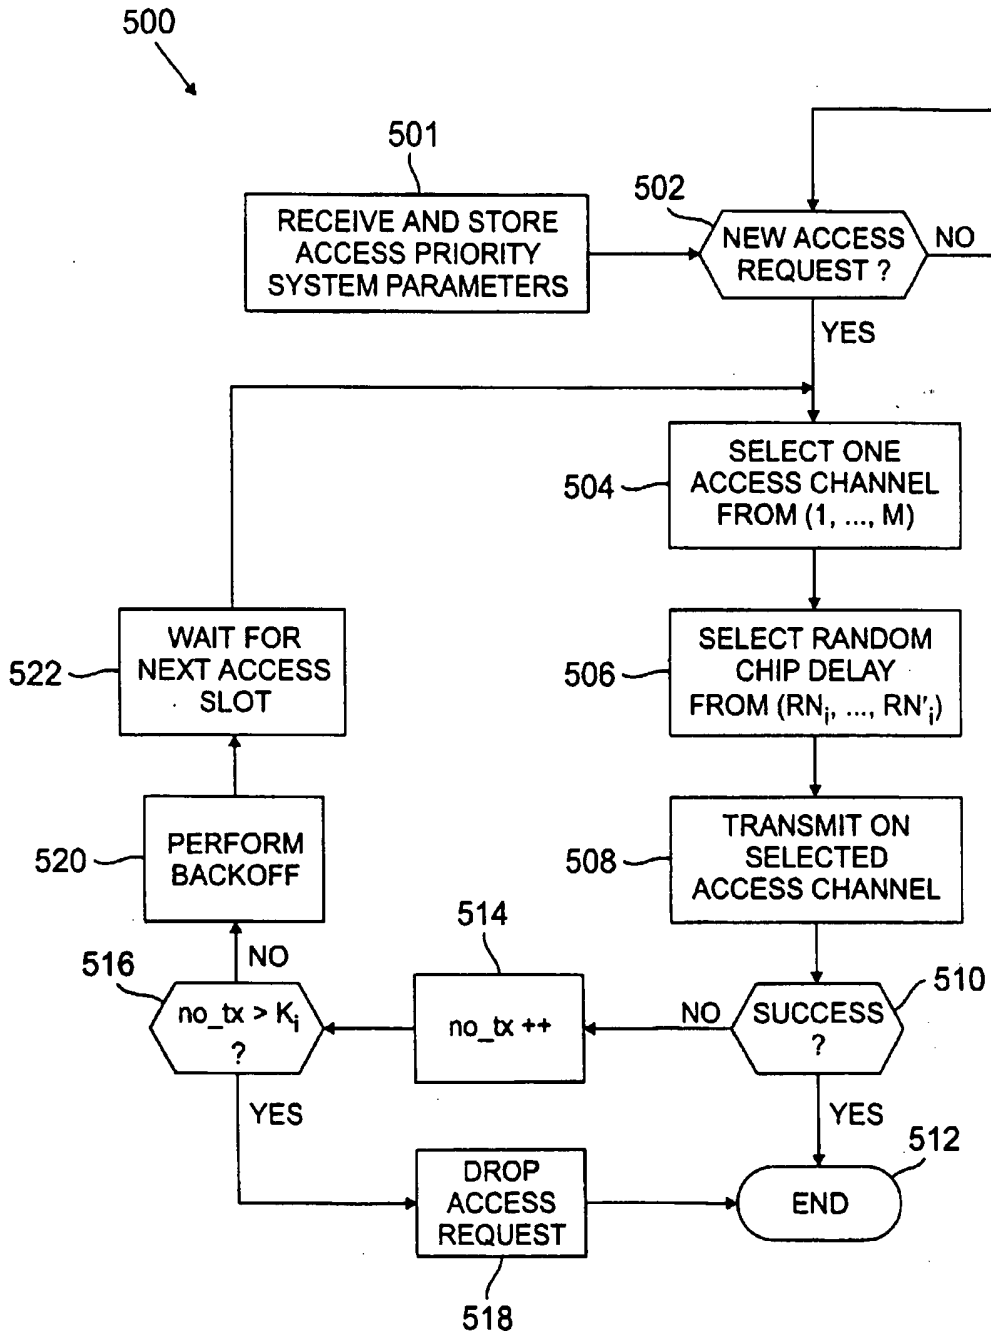 500
501
RECEIVE AND STORE
ACCESS PRIORITY
SYSTEM PARAMETERS
502
NEW ACCESS
REQUEST ?
NO
YES
504
SELECT ONE
ACCESS CHANNEL
FROM (1, ..., M)
506
SELECT RANDOM
CHIP DELAY
FROM (RNᵢ, ..., RN'ᵢ)
508
TRANSMIT ON
SELECTED
ACCESS CHANNEL
510
SUCCESS
?
NO
YES
512
END
514
no_tx ++
516
no_tx > Kᵢ
?
NO
YES
518
DROP
ACCESS
REQUEST
520
PERFORM
BACKOFF
522
WAIT FOR
NEXT ACCESS
SLOT